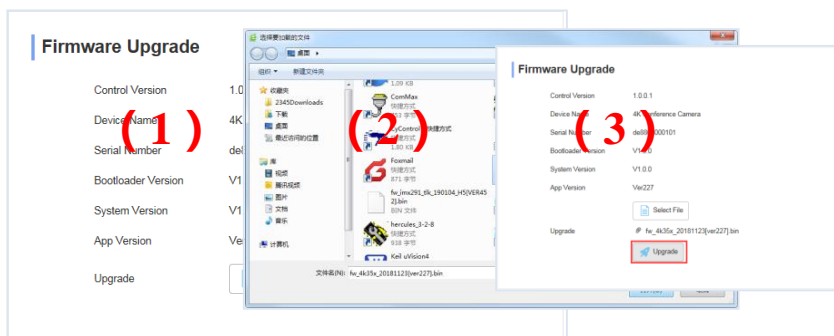 Firmware Upgrade
Control Version 1.0
Device Name 4K
Serial Number de8
Bootloader Version V1
System Version V1
App Version Ve
Upgrade
(1)
选择要加载的文件
桌面
组织 新建文件夹
收藏夹
2345Downloads
下载
桌面
最近访问的位置
库
视频
腾讯视频
图片
文档
音乐
计算机
1.09 KB
ComMax
快捷方式
快捷方式
1.80 KB
Foxmail
快捷方式
871 字节
fw_imx291_tlk_190104_H5[VER45
2].bin
BIN 文件
hercules_3-2-8
快捷方式
938 字节
Keil uVision4
文件名(N): fw_4k35x_20181123[ver227].bin
(2)
Firmware Upgrade
Control Version 1.0.0.1
Device Name 4K Conference Camera
Serial Number
Bootloader Version
System Version V1.0.0
App Version Ver227
Select File
Upgrade fw_4k35x_20181123[ver227].bin
Upgrade
(3)